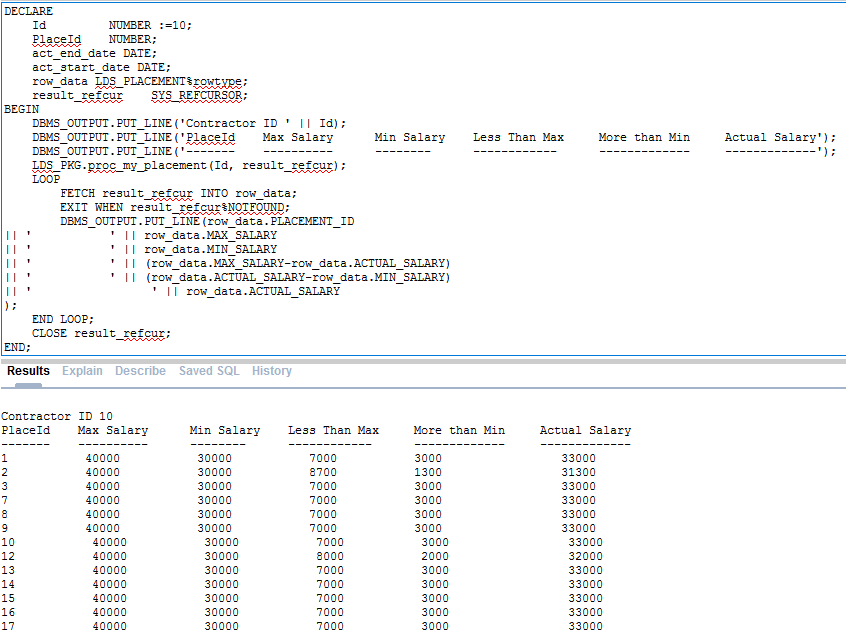 DECLARE
    Id         NUMBER :=10;
    PlaceId    NUMBER;
    act_end_date DATE;
    act_start_date DATE;
    row_data LDS_PLACEMENT%rowtype;
    result_refcur    SYS_REFCURSOR;
BEGIN
    DBMS_OUTPUT.PUT_LINE('Contractor ID ' || Id);
    DBMS_OUTPUT.PUT_LINE('PlaceId    Max Salary      Min Salary    Less Than Max     More than Min     Actual Salary');
    DBMS_OUTPUT.PUT_LINE('-------    ----------      --------      ------------      -------------     -------------');
    LDS_PKG.proc_my_placement(Id, result_refcur);
    LOOP
        FETCH result_refcur INTO row_data;
        EXIT WHEN result_refcur%NOTFOUND;
        DBMS_OUTPUT.PUT_LINE(row_data.PLACEMENT_ID
|| '           ' || row_data.MAX_SALARY
|| '           ' || row_data.MIN_SALARY
|| '           ' || (row_data.MAX_SALARY-row_data.ACTUAL_SALARY)
|| '           ' || (row_data.ACTUAL_SALARY-row_data.MIN_SALARY)
|| '                 ' || row_data.ACTUAL_SALARY
);
    END LOOP;
    CLOSE result_refcur;
END;
Results Explain Describe Saved SQL History
Contractor ID 10
PlaceId    Max Salary      Min Salary    Less Than Max     More than Min     Actual Salary
-------    ----------      --------      ------------      -------------     -------------
1           40000           30000           7000           3000                 33000
2           40000           30000           8700           1300                 31300
3           40000           30000           7000           3000                 33000
7           40000           30000           7000           3000                 33000
8           40000           30000           7000           3000                 33000
9           40000           30000           7000           3000                 33000
10           40000           30000           7000           3000                 33000
12           40000           30000           8000           2000                 32000
13           40000           30000           7000           3000                 33000
14           40000           30000           7000           3000                 33000
15           40000           30000           7000           3000                 33000
16           40000           30000           7000           3000                 33000
17           40000           30000           7000           3000                 33000